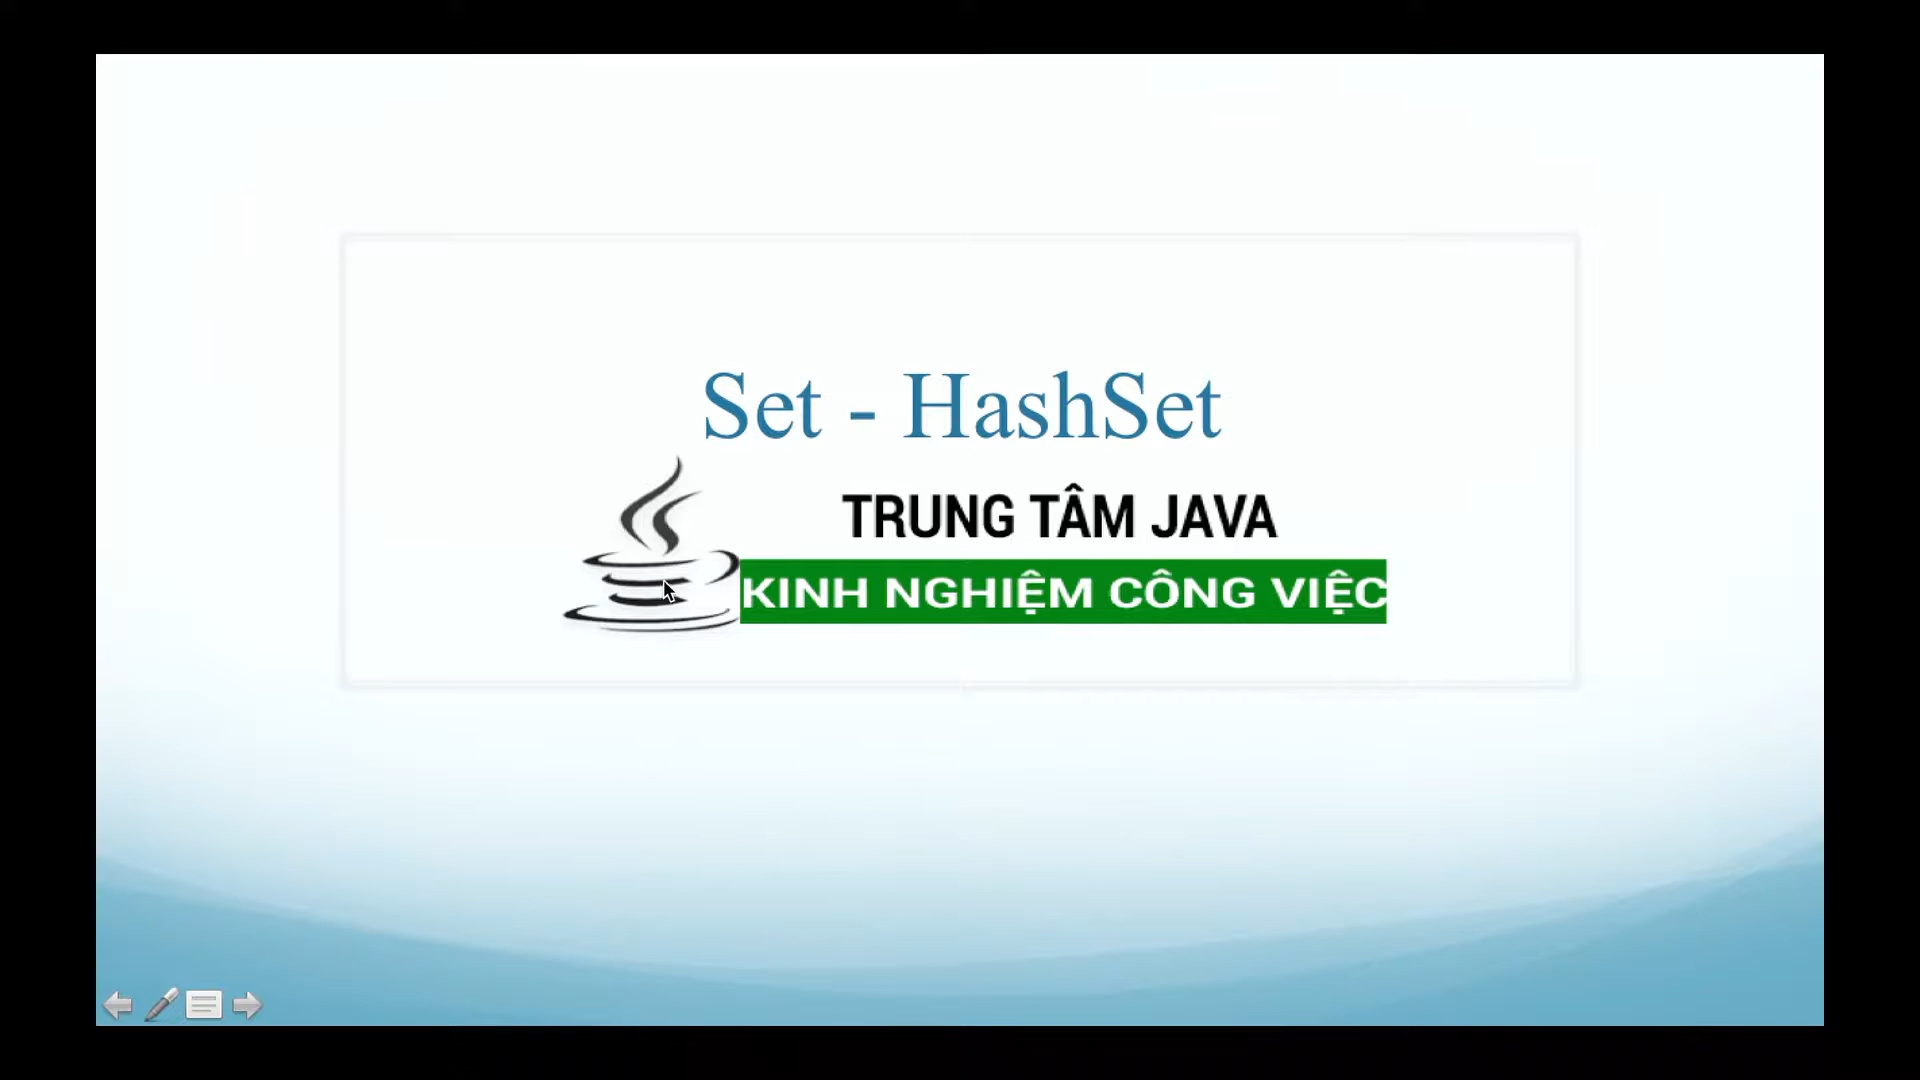 Set - HashSet
TRUNG TÂM JAVA
KINH NGHIỆM CÔNG VIỆC